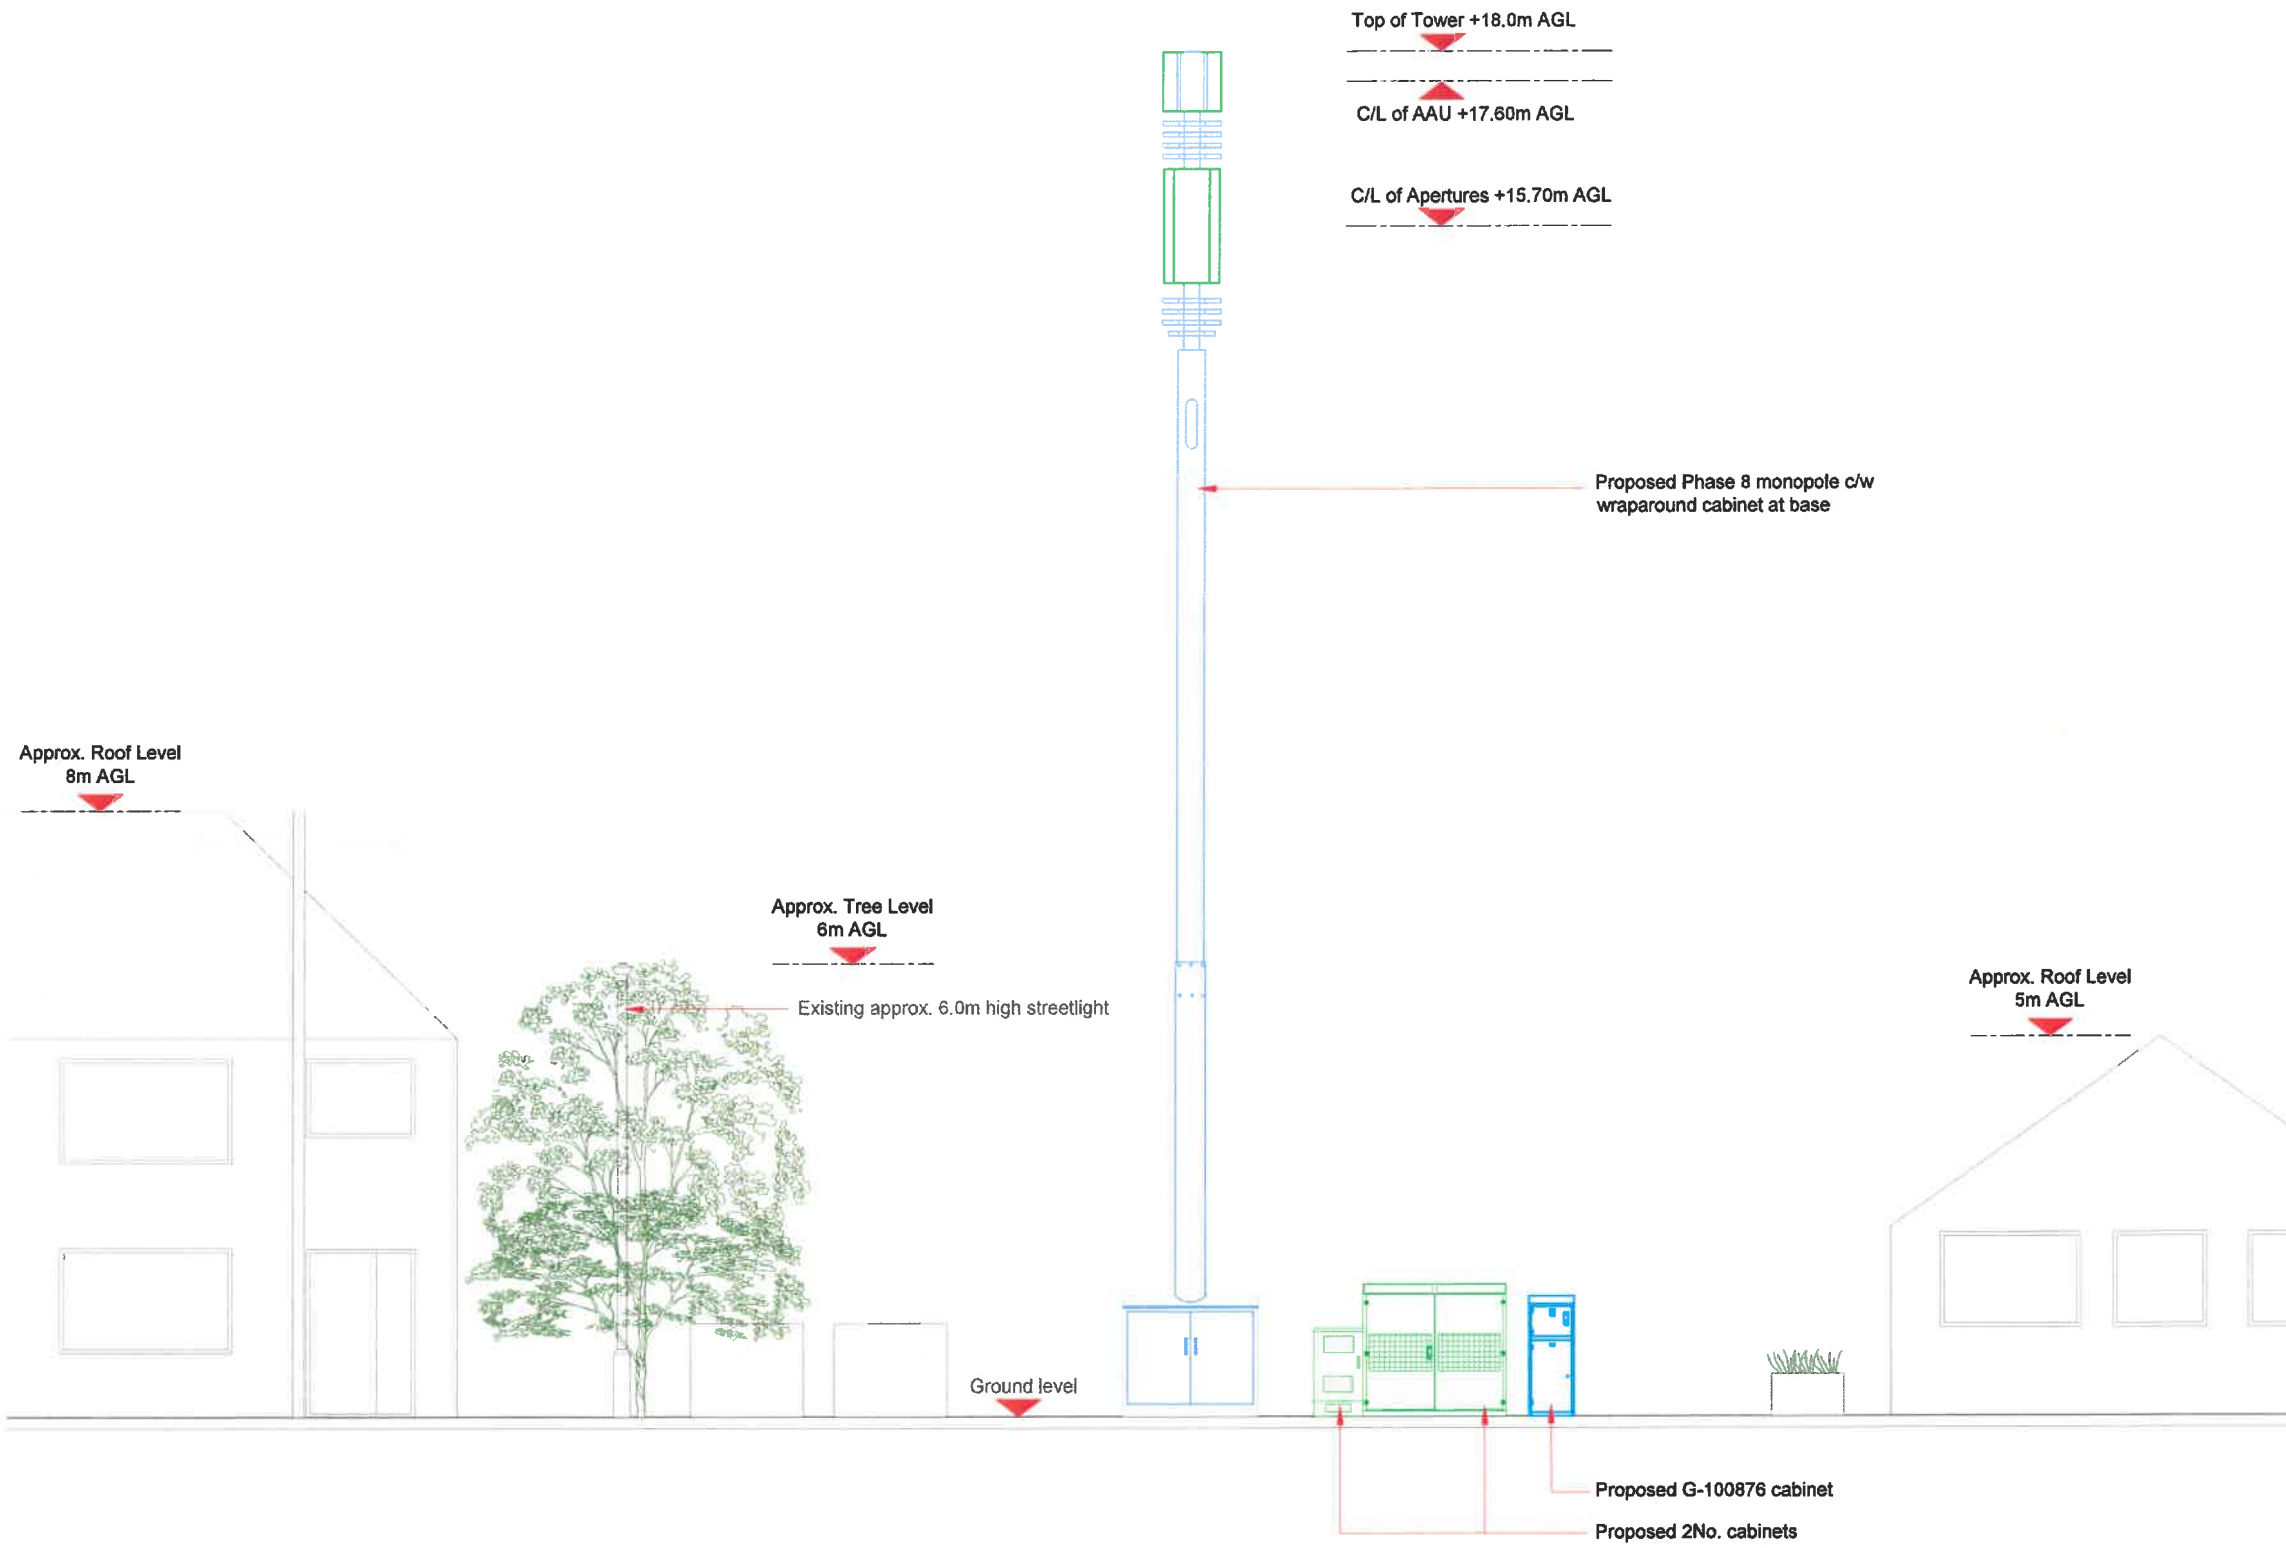 Top of Tower +18.0m AGL
C/L of AAU +17.60m AGL
C/L of Apertures +15.70m AGL
Proposed Phase 8 monopole c/w
wraparound cabinet at base
Approx. Roof Level
8m AGL
Approx. Tree Level
6m AGL
Existing approx. 6.0m high streetlight
Approx. Roof Level
5m AGL
Ground level
Proposed G-100876 cabinet
Proposed 2No. cabinets